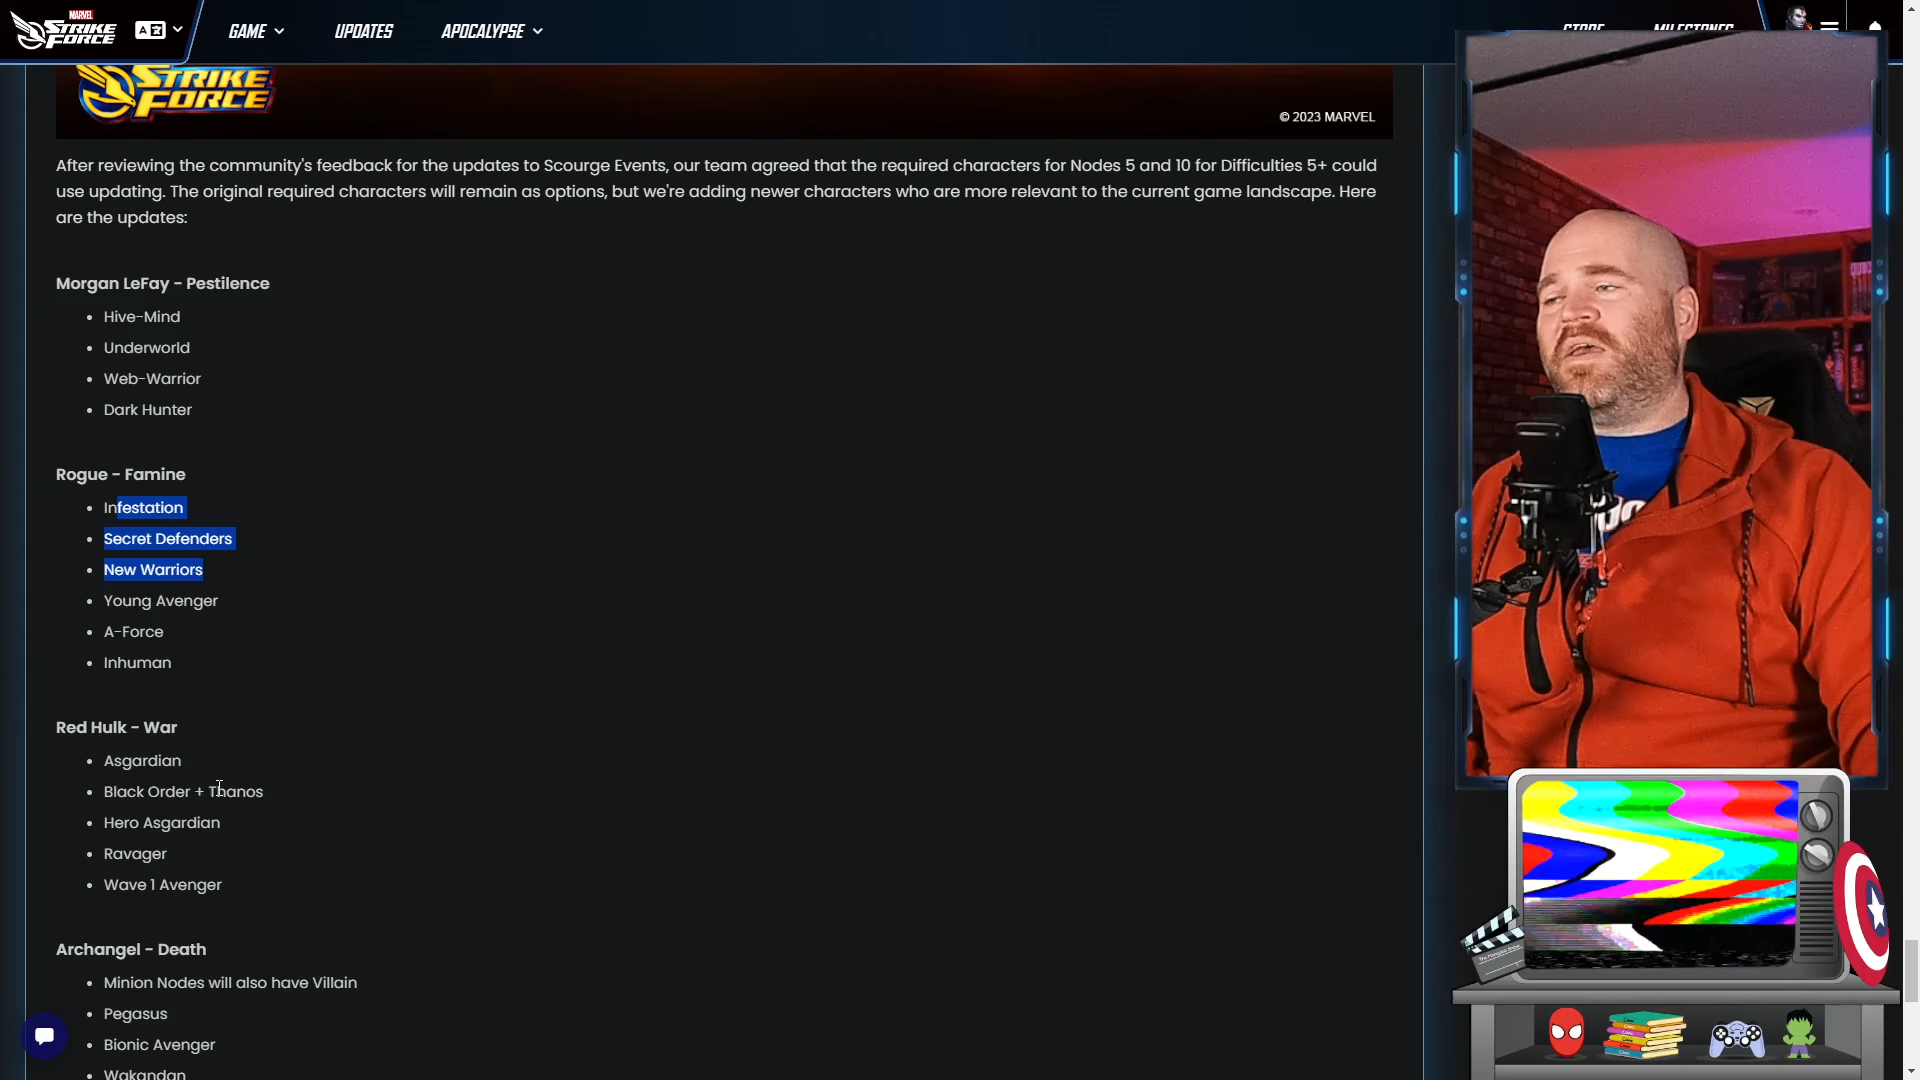 MARVEL
STRIKE
FORCE
GAME
UPDATES
APOCALYPSE
STORE
MILESTONES
STRIKE
FORCE
© 2023 MARVEL
After reviewing the community's feedback for the updates to Scourge Events, our team agreed that the required characters for Nodes 5 and 10 for Difficulties 5+ could
use updating. The original required characters will remain as options, but we're adding newer characters who are more relevant to the current game landscape. Here
are the updates:
Morgan LeFay - Pestilence
• Hive-Mind
• Underworld
• Web-Warrior
• Dark Hunter
Rogue - Famine
• Infestation
• Secret Defenders
• New Warriors
• Young Avenger
• A-Force
• Inhuman
Red Hulk - War
• Asgardian
• Black Order + Thanos
• Hero Asgardian
• Ravager
• Wave 1 Avenger
Archangel - Death
• Minion Nodes will also have Villain
• Pegasus
• Bionic Avenger
• Wakandan